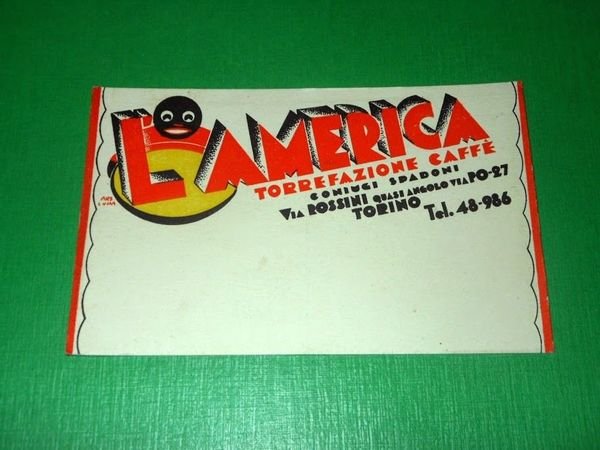 L'AMERICA
TORREFAZIONE CAFFÈ
CONIUGI SPADONI
VIA ROSSINI QUASI ANGOLO VIA PO-27
TORINO Tel. 48-986